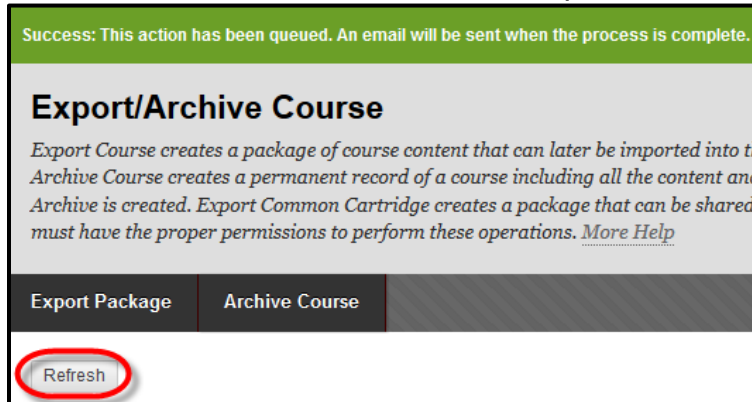 Success: This action has been queued. An email will be sent when the process is complete.
Export/Archive Course
Export Course creates a package of course content that can later be imported into
Archive Course creates a permanent record of a course including all the content
Archive is created. Export Common Cartridge creates a package that can be shared
must have the proper permissions to perform these operations. More Help
Export Package Archive Course
Refresh